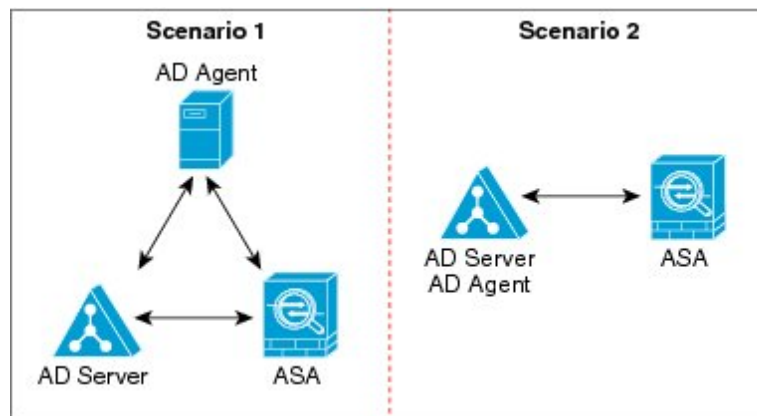 Scenario 1
AD Agent
AD Server
ASA
Scenario 2
AD Server
AD Agent
ASA